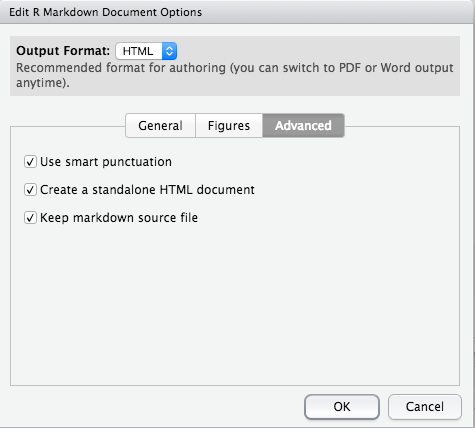 Edit R Markdown Document Options
Output Format: HTML
Recommended format for authoring (you can switch to PDF or Word output
anytime).
General Figures Advanced
Use smart punctuation
Create a standalone HTML document
Keep markdown source file
OK Cancel